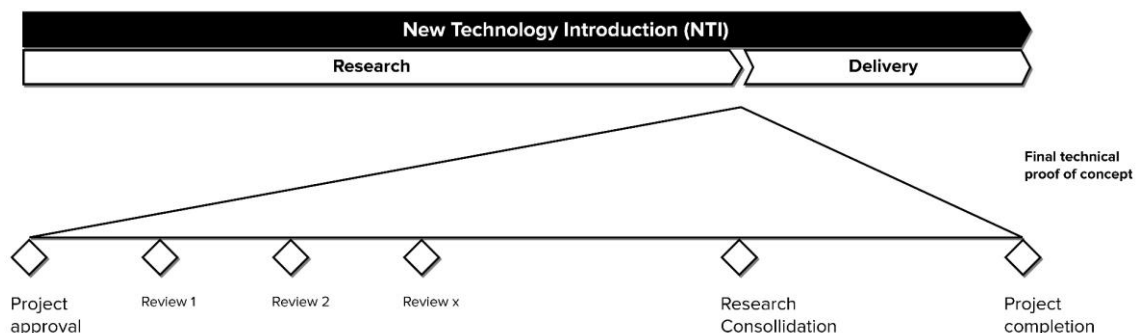 New Technology Introduction (NTI)
Research
Delivery
Final technical
proof of concept
Project
approval
Review 1
Review 2
Review x
Research
Consollidation
Project
completion